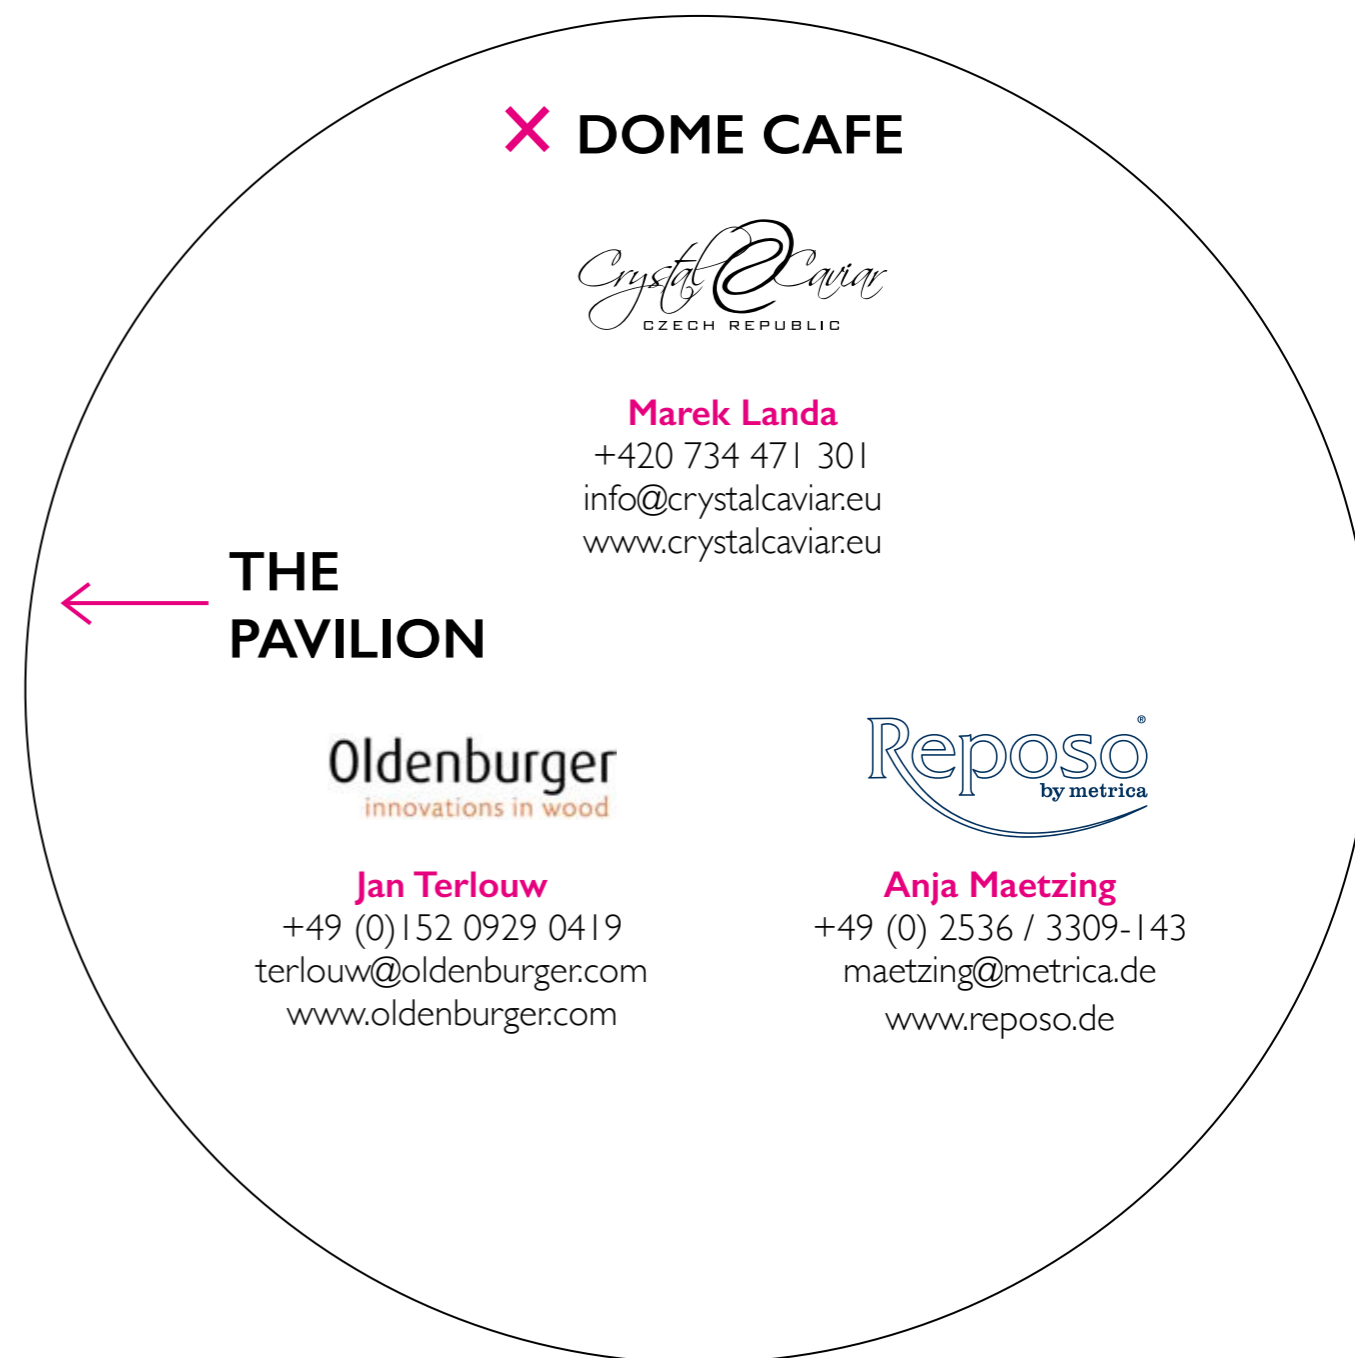 DOME CAFE
Crystal Caviar
CZECH REPUBLIC
Marek Landa
+420 734 471 301
info@crystalcaviar.eu
www.crystalcaviar.eu
THE
PAVILION
Oldenburger
innovations in wood
Jan Terlouw
+49 (0)152 0929 0419
terlouw@oldenburger.com
www.oldenburger.com
Reposo®
by metrica
Anja Maetzing
+49 (0) 2536 / 3309-143
maetzing@metrica.de
www.reposo.de